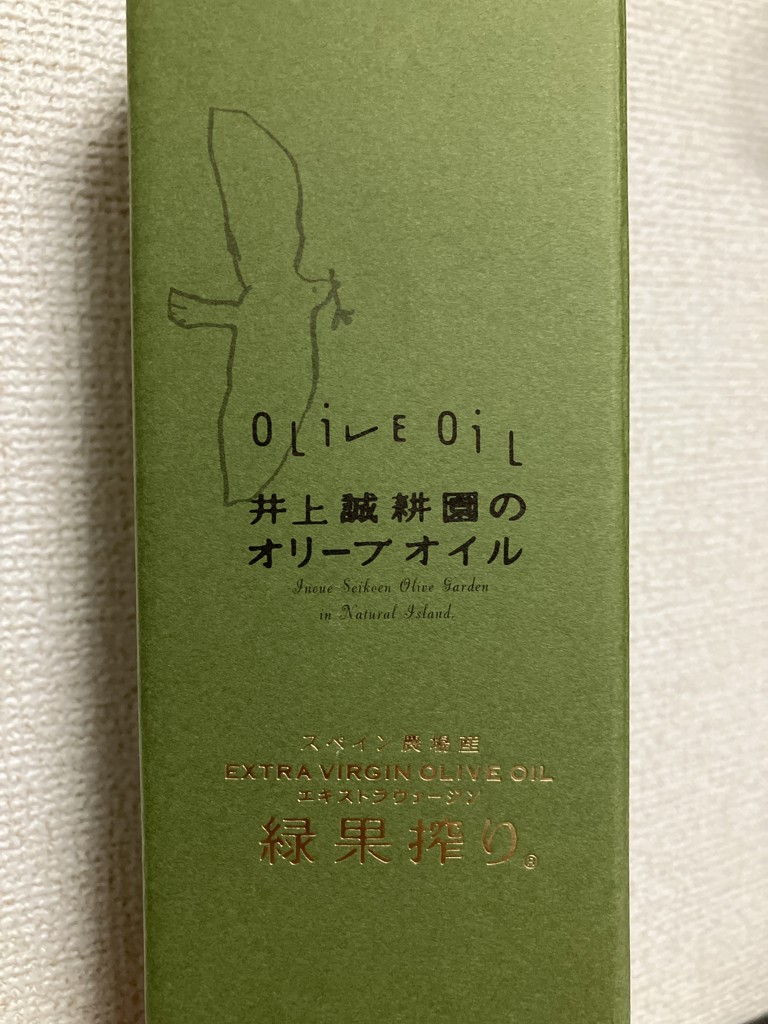 OLiVE OiL
井上誠耕園の
オリーブオイル
Inoue Seikoen Olive Garden
in Natural Island.
スペイン農場産
EXTRA VIRGIN OLIVE OIL
エキストラヴァージン
緑果搾り®